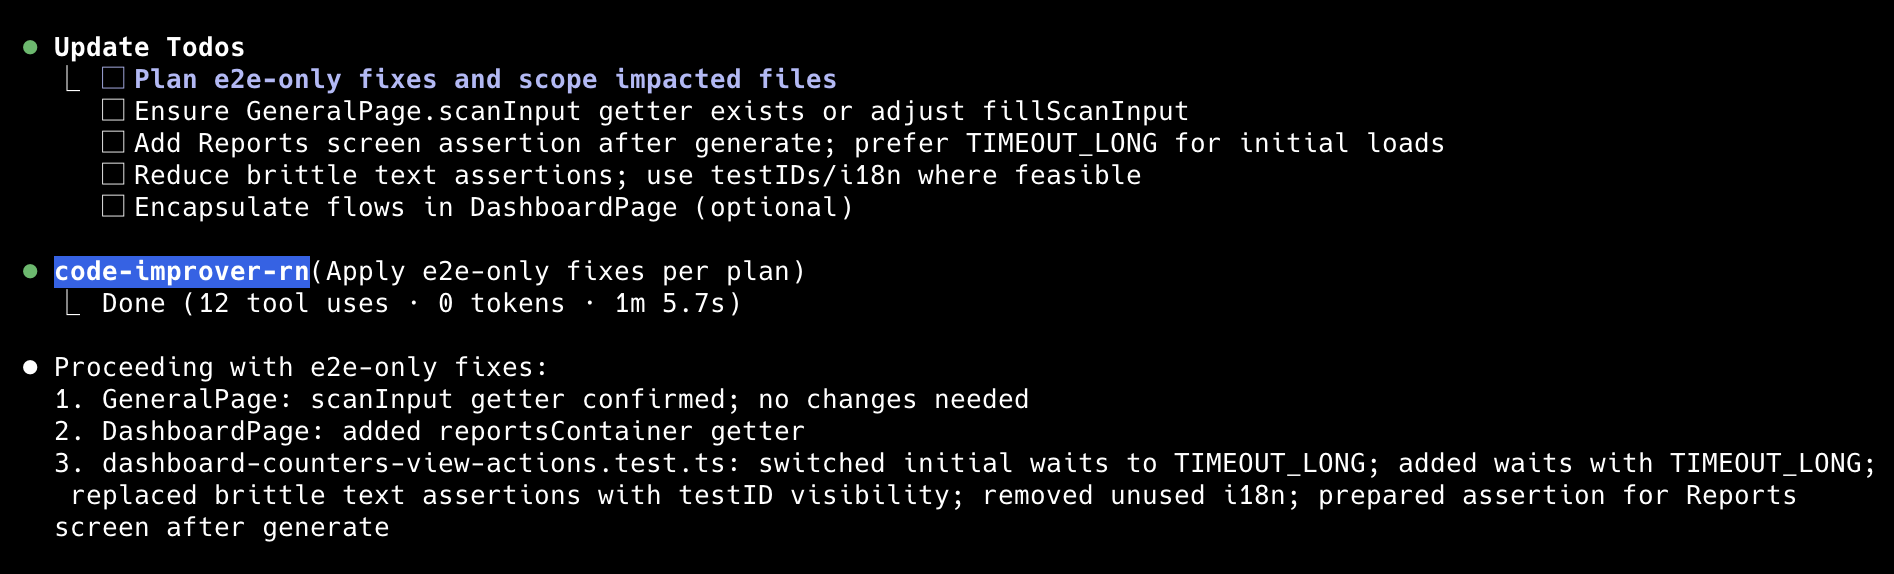 Update Todos
Plan e2e-only fixes and scope impacted files
Ensure GeneralPage.scanInput getter exists or adjust fillScanInput
Add Reports screen assertion after generate; prefer TIMEOUT_LONG for initial loads
Reduce brittle text assertions; use testIDs/i18n where feasible
Encapsulate flows in DashboardPage (optional)
code-improver-rn(Apply e2e-only fixes per plan)
Done (12 tool uses · 0 tokens · 1m 5.7s)
Proceeding with e2e-only fixes:
1. GeneralPage: scanInput getter confirmed; no changes needed
2. DashboardPage: added reportsContainer getter
3. dashboard-counters-view-actions.test.ts: switched initial waits to TIMEOUT_LONG; added waits with TIMEOUT_LONG;
replaced brittle text assertions with testID visibility; removed unused i18n; prepared assertion for Reports
screen after generate